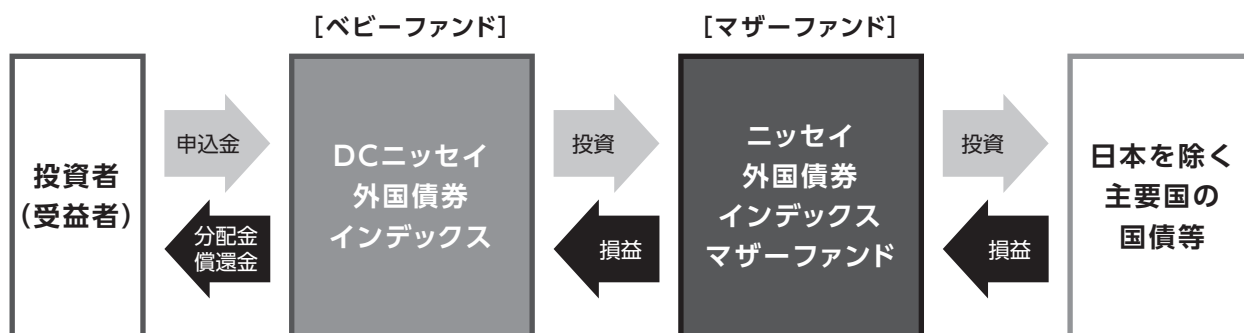 ［ベビーファンド］
［マザーファンド］
投資者
（受益者）
申込金
分配金
償還金
DCニッセイ
外国債券
インデックス
投資
損益
ニッセイ
外国債券
インデックス
マザーファンド
投資
損益
日本を除く
主要国の
国債等